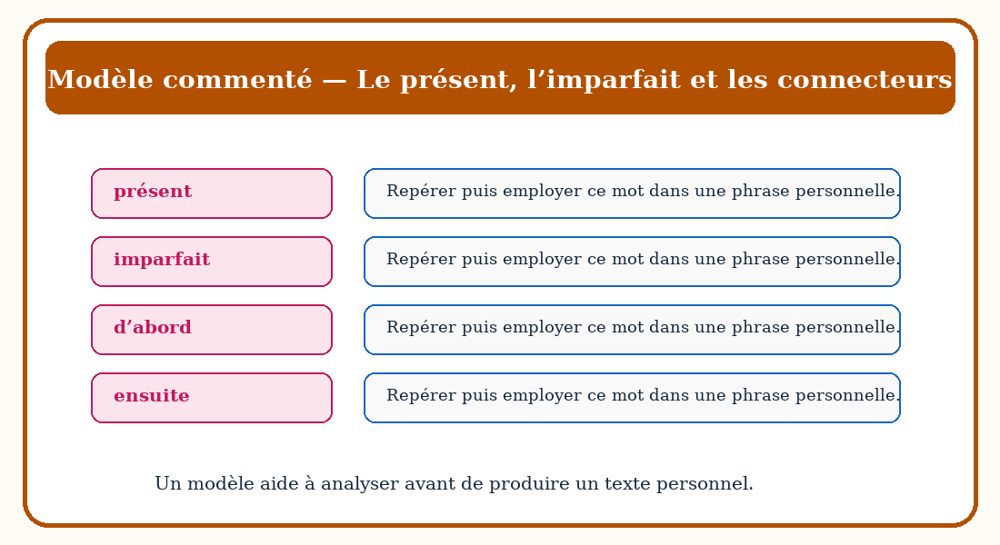 Modèle commenté — Le présent, l’imparfait et les connecteurs
présent
Repérer puis employer ce mot dans une phrase personnelle.
imparfait
Repérer puis employer ce mot dans une phrase personnelle.
d’abord
Repérer puis employer ce mot dans une phrase personnelle.
ensuite
Repérer puis employer ce mot dans une phrase personnelle.
Un modèle aide à analyser avant de produire un texte personnel.